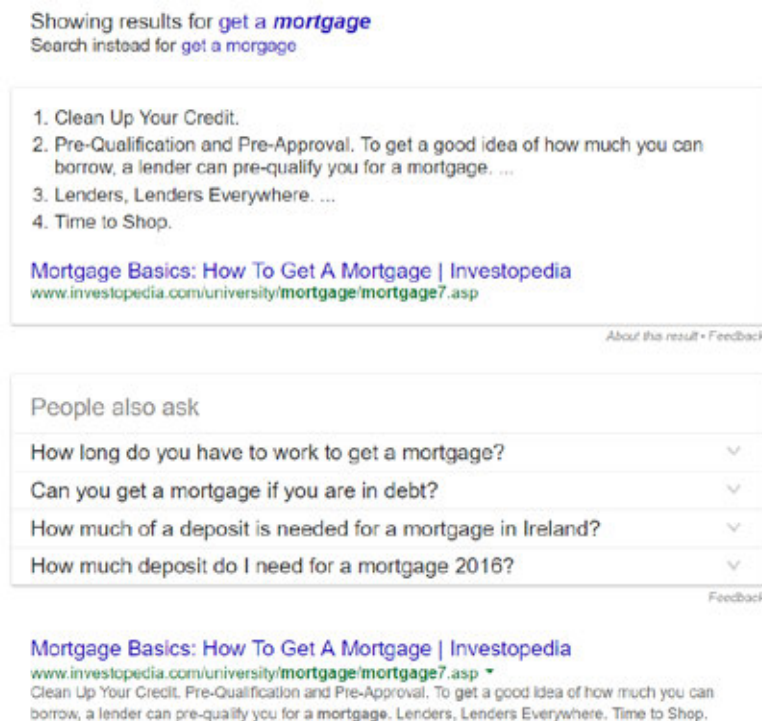 Showing results for get a mortgage
Search instead for get a morgage
1. Clean Up Your Credit.
2. Pre-Qualification and Pre-Approval. To get a good idea of how much you can
borrow, a lender can pre-qualify you for a mortgage. ...
3. Lenders, Lenders Everywhere. ...
4. Time to Shop.
Mortgage Basics: How To Get A Mortgage | Investopedia
www.investopedia.com/university/mortgage/mortgage7.asp
About this result • Feedback
People also ask
How long do you have to work to get a mortgage?
Can you get a mortgage if you are in debt?
How much of a deposit is needed for a mortgage in Ireland?
How much deposit do I need for a mortgage 2016?
Feedback
Mortgage Basics: How To Get A Mortgage | Investopedia
www.investopedia.com/university/mortgage/mortgage7.asp
Clean Up Your Credit. Pre-Qualification and Pre-Approval. To get a good idea of how much you can
borrow, a lender can pre-qualify you for a mortgage. Lenders, Lenders Everywhere. Time to Shop.